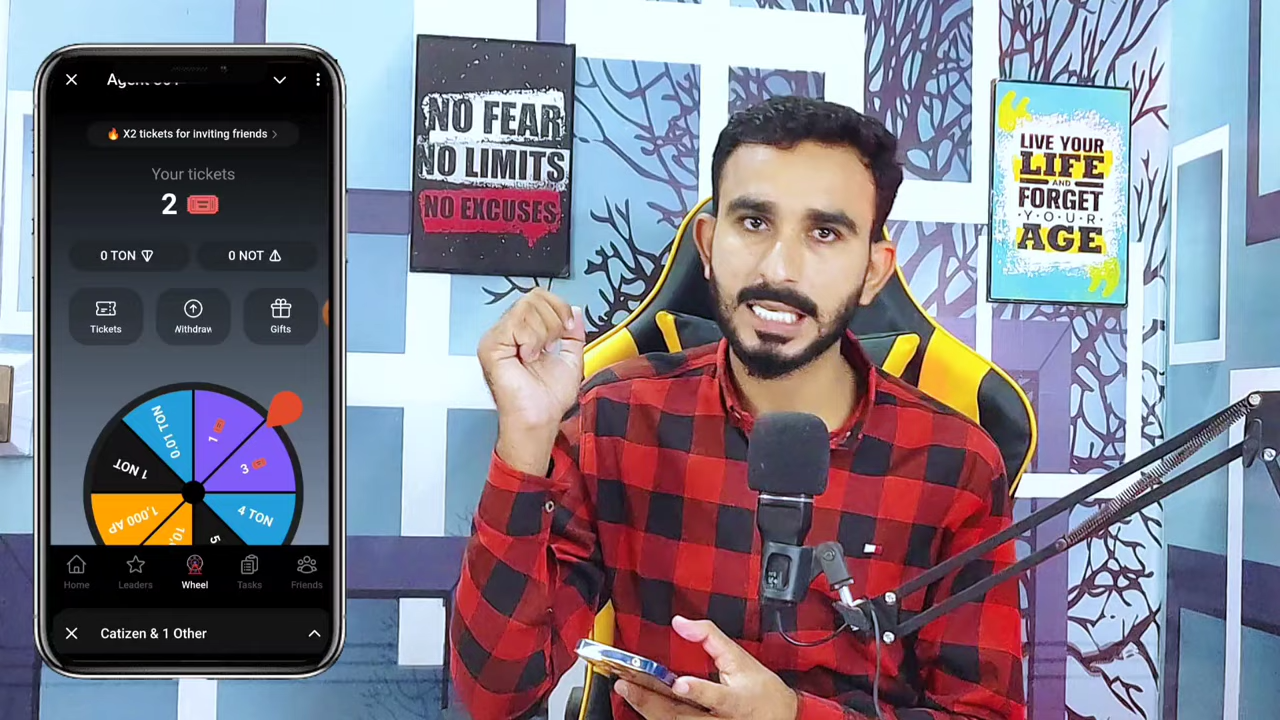 🔥 X2 tickets for inviting friends >
Your tickets
2
0 TON
0 NOT
Tickets
Withdraw
Gifts
0.01 TON
1
3
1 NOT
4 TON
1,000 AP
5
Home
Leaders
Wheel
Tasks
Friends
Catizen & 1 Other
NO FEAR
NO LIMITS
NO EXCUSES.
LIVE YOUR
LIFE
AND
FORGET
·Y·O·U·R·
AGE